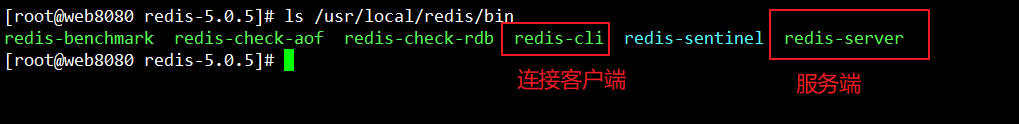 [root@web8080 redis-5.0.5]# ls /usr/local/redis/bin
redis-benchmark  redis-check-aof  redis-check-rdb  redis-cli  redis-sentinel  redis-server
[root@web8080 redis-5.0.5]#
连接客户端 服务端